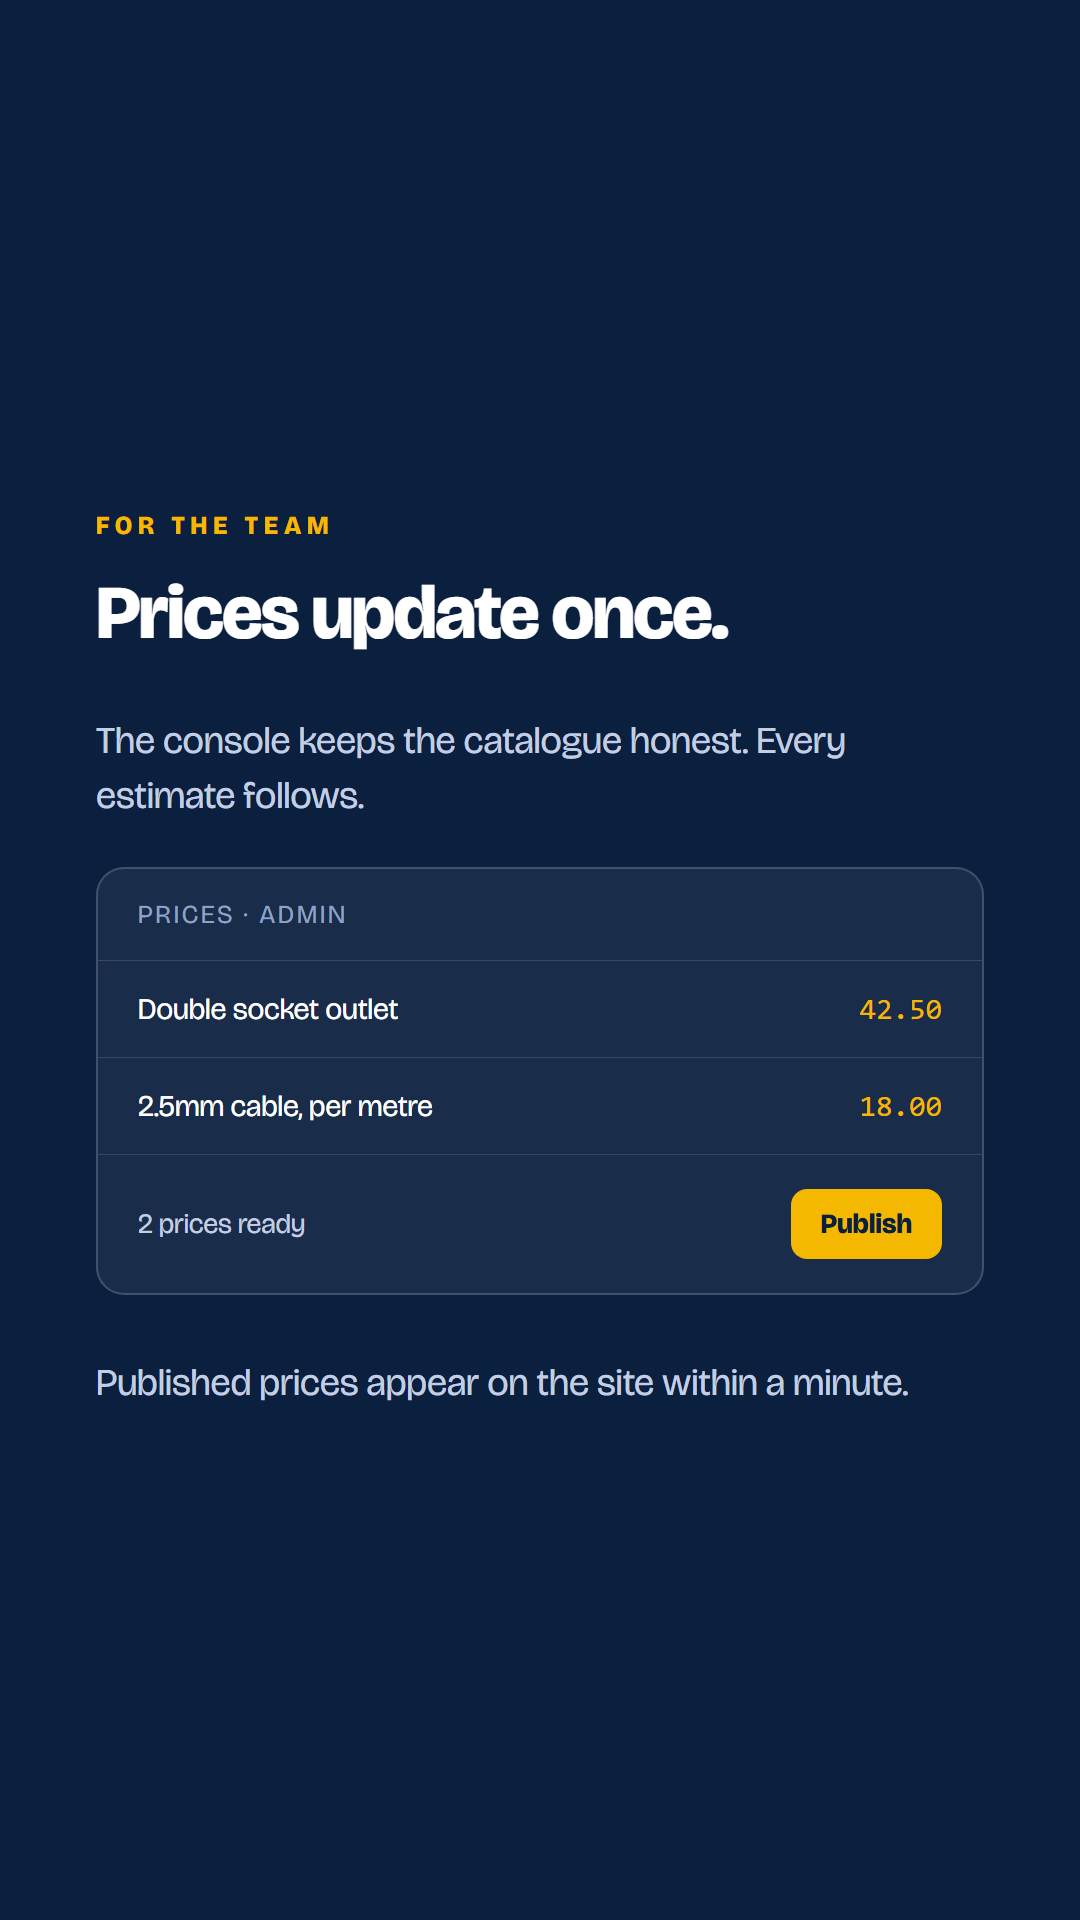 FOR THE TEAM
Prices update once.
The console keeps the catalogue honest. Every
estimate follows.
PRICES · ADMIN
Double socket outlet 42.50
2.5mm cable, per metre 18.00
2 prices ready Publish
Published prices appear on the site within a minute.